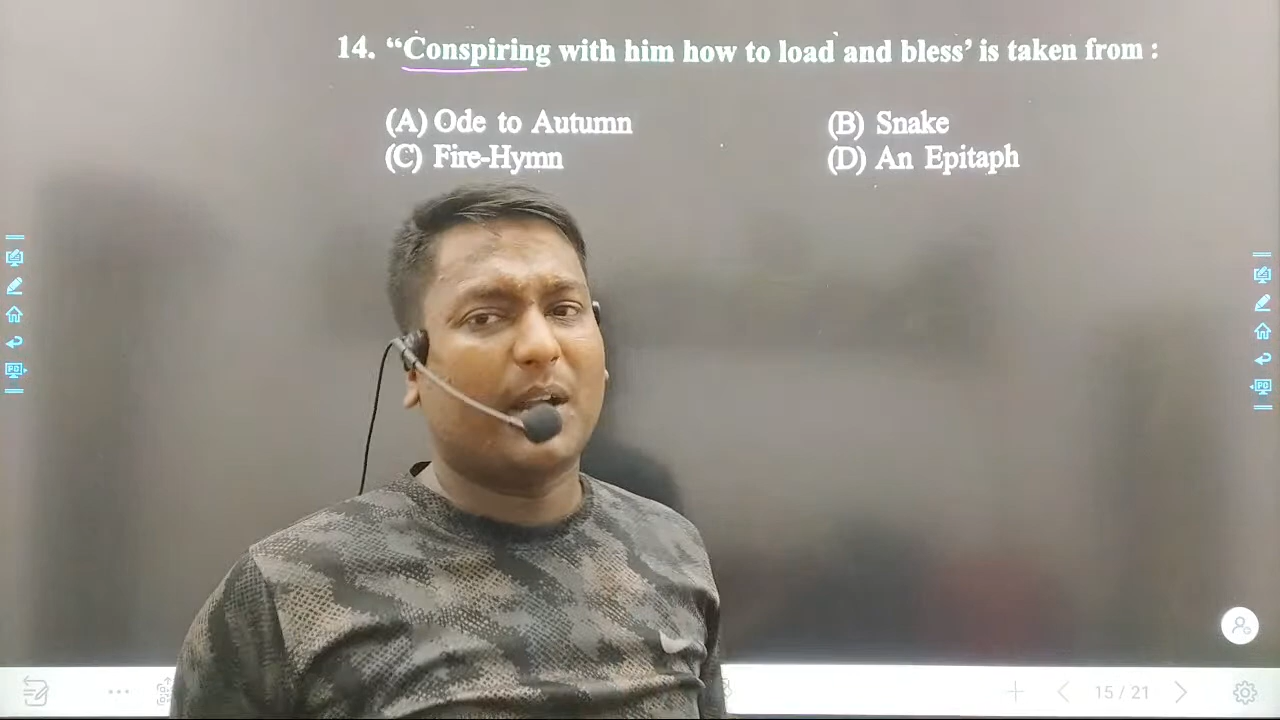 14. “Conspiring with him how to load and bless’ is taken from :
(A) Ode to Autumn (B) Snake
(C) Fire-Hymn (D) An Epitaph
15 / 21